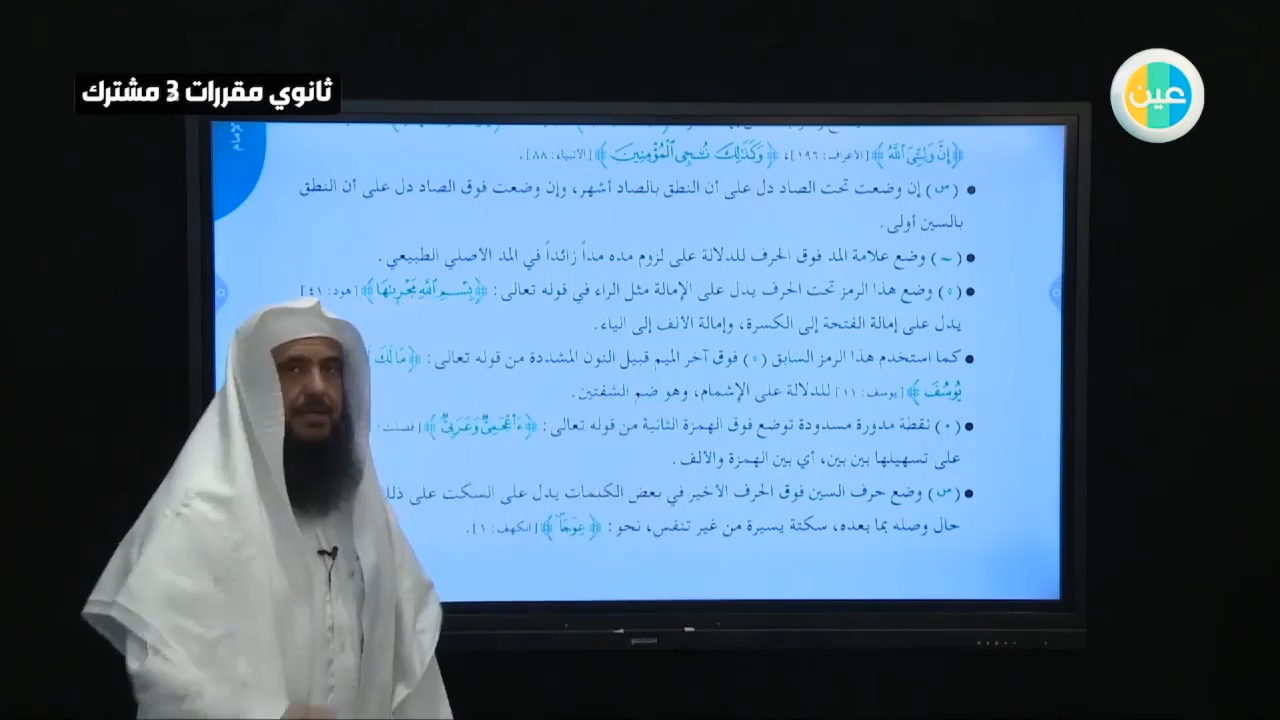 ثانوي مقررات 3 مشترك
عين
الإمام
﴿إِنَّ وَلِـِّۧيَ ٱللَّهُ﴾ [الأعراف: ١٩٦]، ﴿وَكَذَٰلِكَ نُـۨجِي ٱلْمُؤْمِنِينَ﴾ [الأنبياء: ٨٨].
● (س) إن وضعت تحت الصاد دل على أن النطق بالصاد أشهر، وإن وضعت فوق الصاد دل على أن النطق
بالسين أولى.
● (~) وضع علامة المد فوق الحرف للدلالة على لزوم مده مداً زائداً في المد الأصلي الطبيعي.
● (٥) وضع هذا الرمز تحت الحرف يدل على الإمالة مثل الراء في قوله تعالى: ﴿بِسْمِ ٱللَّهِ مَجْر۪ىٰهَا﴾ [هود: ٤١]
يدل على إمالة الفتحة إلى الكسرة، وإمالة الألف إلى الياء.
● كما استخدم هذا الرمز السابق (٥) فوق آخر الميم قبيل النون المشددة من قوله تعالى: ﴿مَا لَكَ
يُوسُفَ﴾ [يوسف: ١١] للدلالة على الإشمام، وهو ضم الشفتين.
● (٠) نقطة مدورة مسدودة توضع فوق الهمزة الثانية من قوله تعالى: ﴿ءَا۬عْجَمِىٌّ وَعَرَبِىٌّ﴾ [فصلت:
على تسهيلها بين بين، أي بين الهمزة والألف.
● (س) وضع حرف السين فوق الحرف الأخير في بعض الكلمات يدل على السكت على ذلك
حال وصله بما بعده، سكتة يسيرة من غير تنفس، نحو: ﴿عِوَجَاۜ﴾ [الكهف: ١].